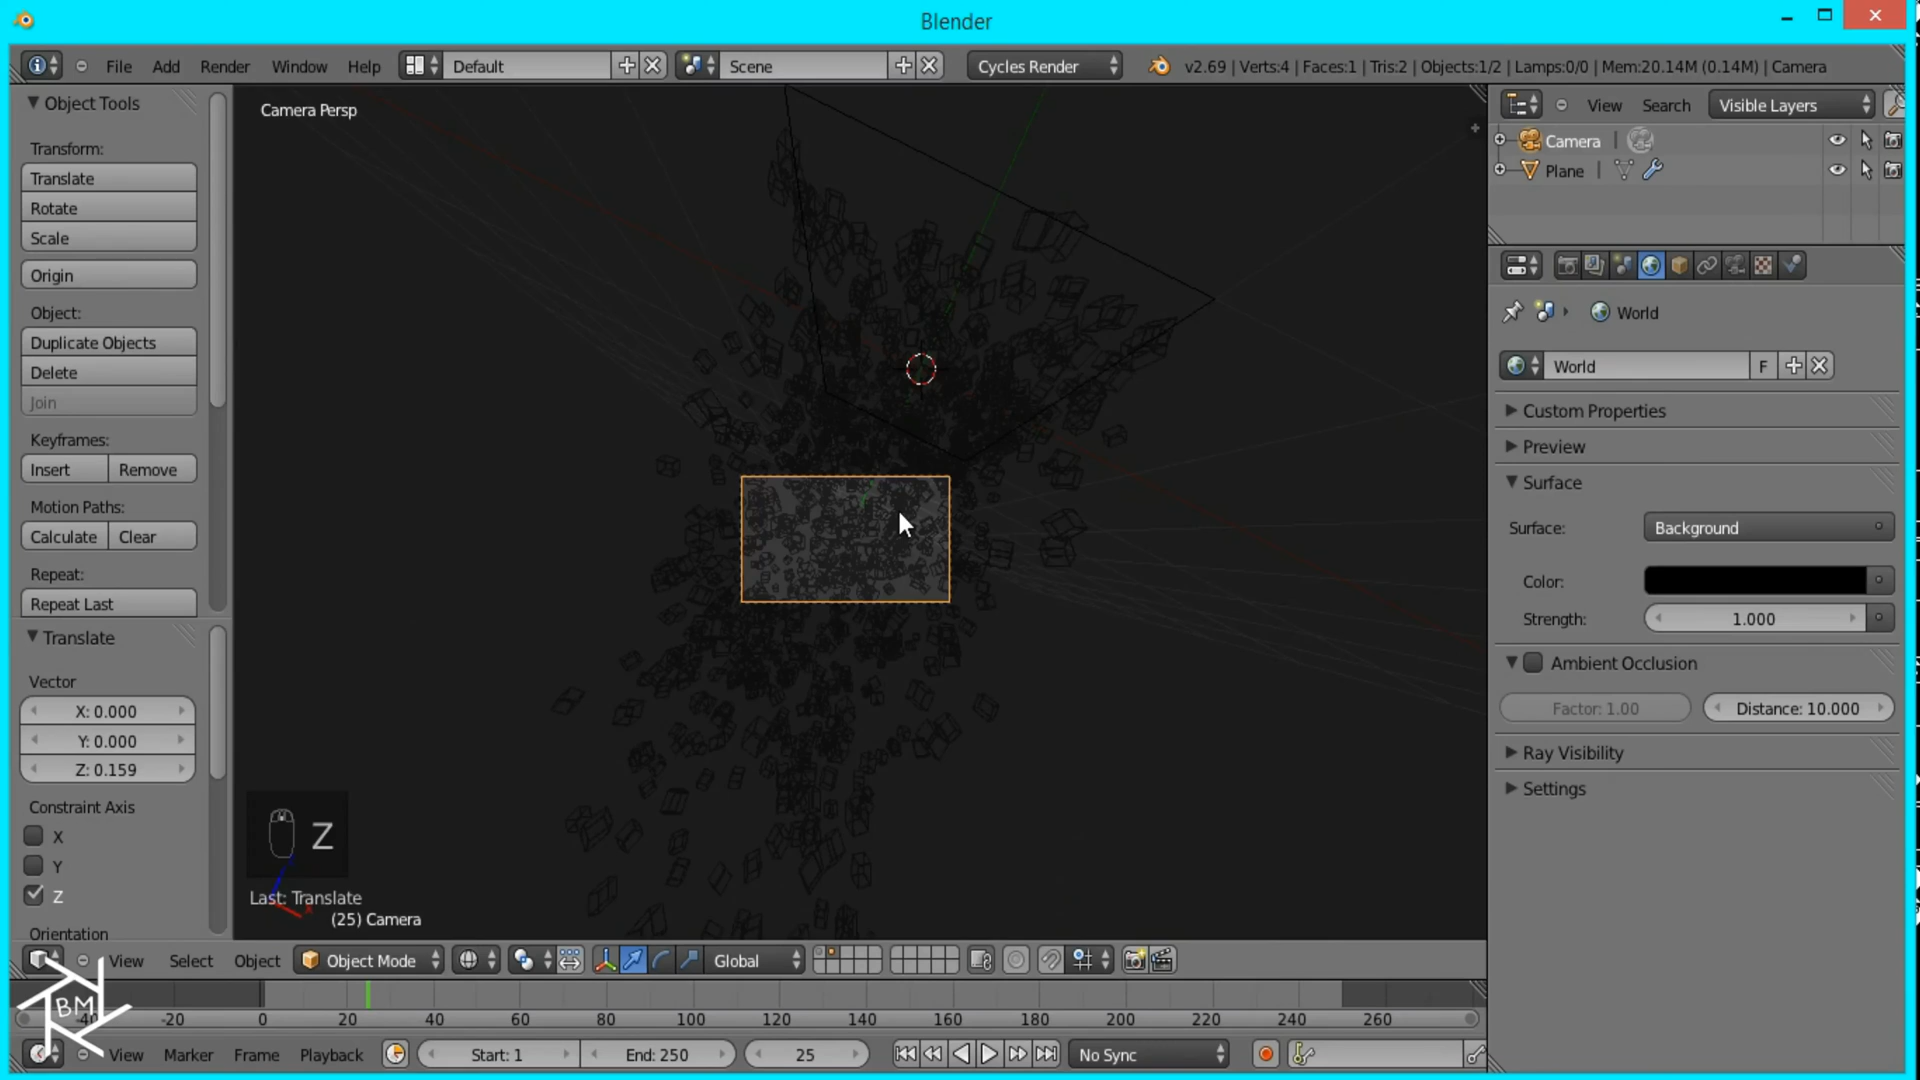 Blender
File Add Render Window Help Default Scene Cycles Render v2.69 | Verts:4 | Faces:1 | Tris:2 | Objects:1/2 | Lamps:0/0 | Mem:20.14M (0.14M) | Camera
Object Tools
Transform:
Translate
Rotate
Scale
Origin
Object:
Duplicate Objects
Delete
Join
Keyframes:
Insert Remove
Motion Paths:
Calculate Clear
Repeat:
Repeat Last
Translate
Vector
X: 0.000
Y: 0.000
Z: 0.159
Constraint Axis
X
Y
Z
Orientation
Camera Persp
Z
Last: Translate
(25) Camera
View Search Visible Layers
Camera
Plane
World
World F
Custom Properties
Preview
Surface
Surface: Background
Color:
Strength: 1.000
Ambient Occlusion
Factor: 1.00 Distance: 10.000
Ray Visibility
Settings
View Select Object Object Mode Global
BM
-40 -20 0 20 40 60 80 100 120 140 160 180 200 220 240 260
View Marker Frame Playback Start: 1 End: 250 25 No Sync